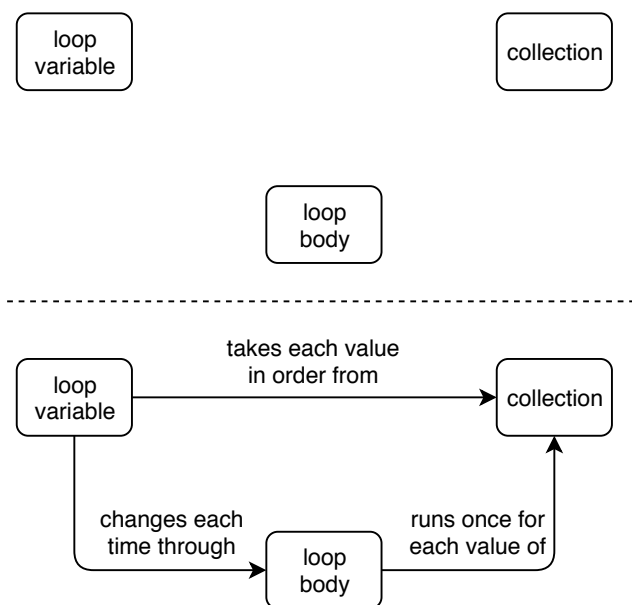 loop
variable
collection
loop
body
takes each value
in order from
loop
variable
collection
changes each
time through
runs once for
each value of
loop
body